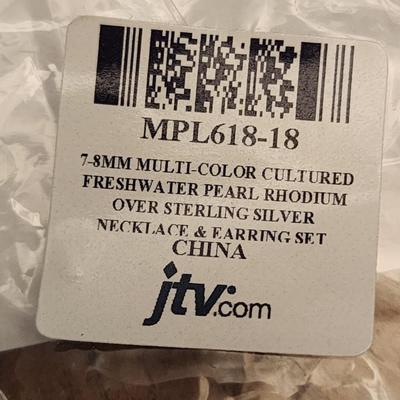 MPL618-18
7-8MM MULTI-COLOR CULTURED
FRESHWATER PEARL RHODIUM
OVER STERLING SILVER
NECKLACE & EARRING SET
CHINA
jtv.com